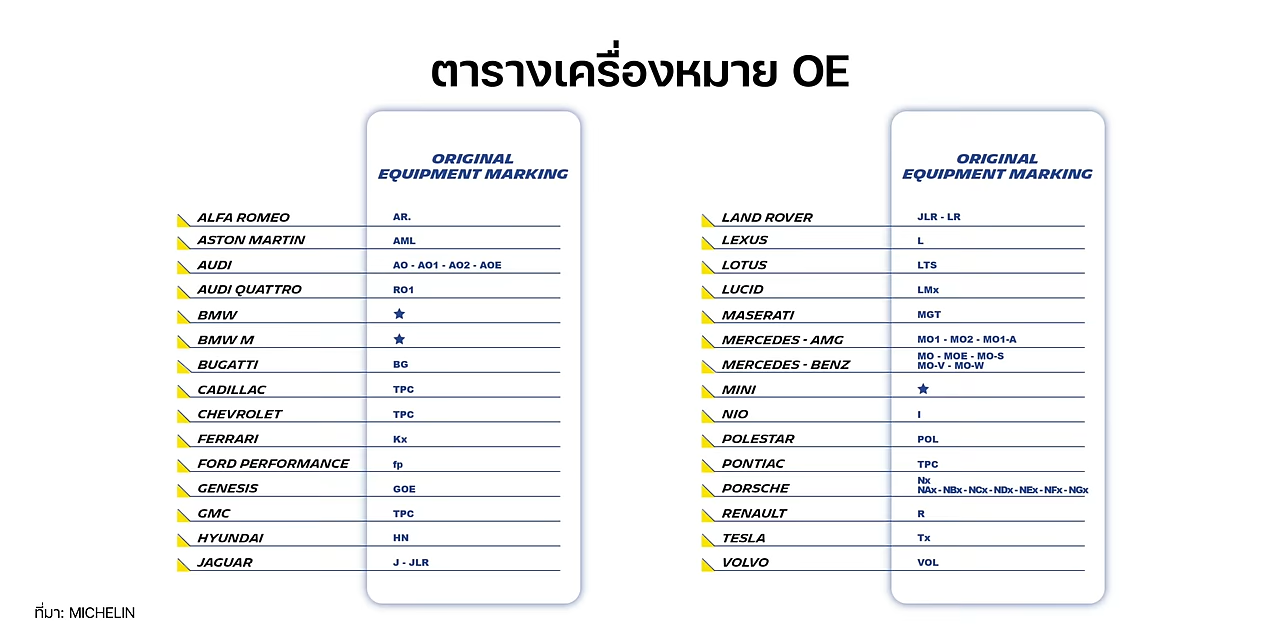 ตารางเครื่องหมาย OE
ORIGINAL
EQUIPMENT MARKING
ALFA ROMEO AR.
ASTON MARTIN AML
AUDI AO - AO1 - AO2 - AOE
AUDI QUATTRO RO1
BMW ★
BMW M ★
BUGATTI BG
CADILLAC TPC
CHEVROLET TPC
FERRARI Kx
FORD PERFORMANCE fp
GENESIS GOE
GMC TPC
HYUNDAI HN
JAGUAR J - JLR
ORIGINAL
EQUIPMENT MARKING
LAND ROVER JLR - LR
LEXUS L
LOTUS LTS
LUCID LMx
MASERATI MGT
MERCEDES - AMG MO1 - MO2 - MO1-A
MERCEDES - BENZ MO - MOE - MO-S
MO-V - MO-W
MINI ★
NIO I
POLESTAR POL
PONTIAC TPC
PORSCHE Nx
NAx - NBx - NCx - NDx - NEx - NFx - NGx
RENAULT R
TESLA Tx
VOLVO VOL
ที่มา: MICHELIN